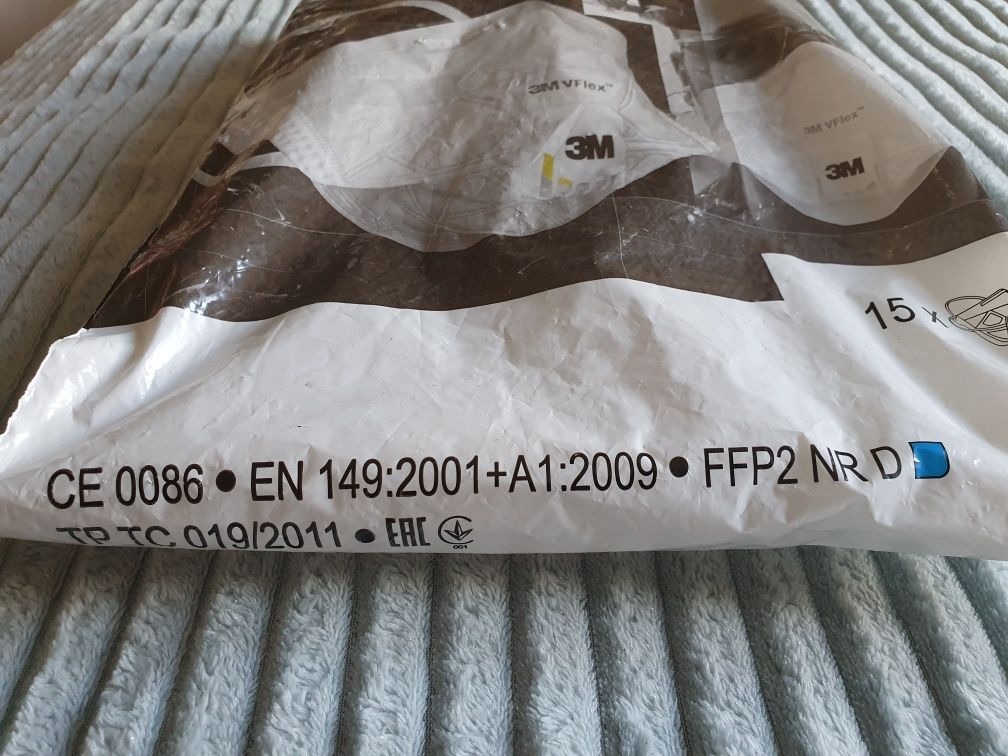 3M VFlex™
3M
3M VFlex™
3M
15 x
CE 0086 • EN 149:2001+A1:2009 • FFP2 NR D
TP TC 019/2011 • EAC
001